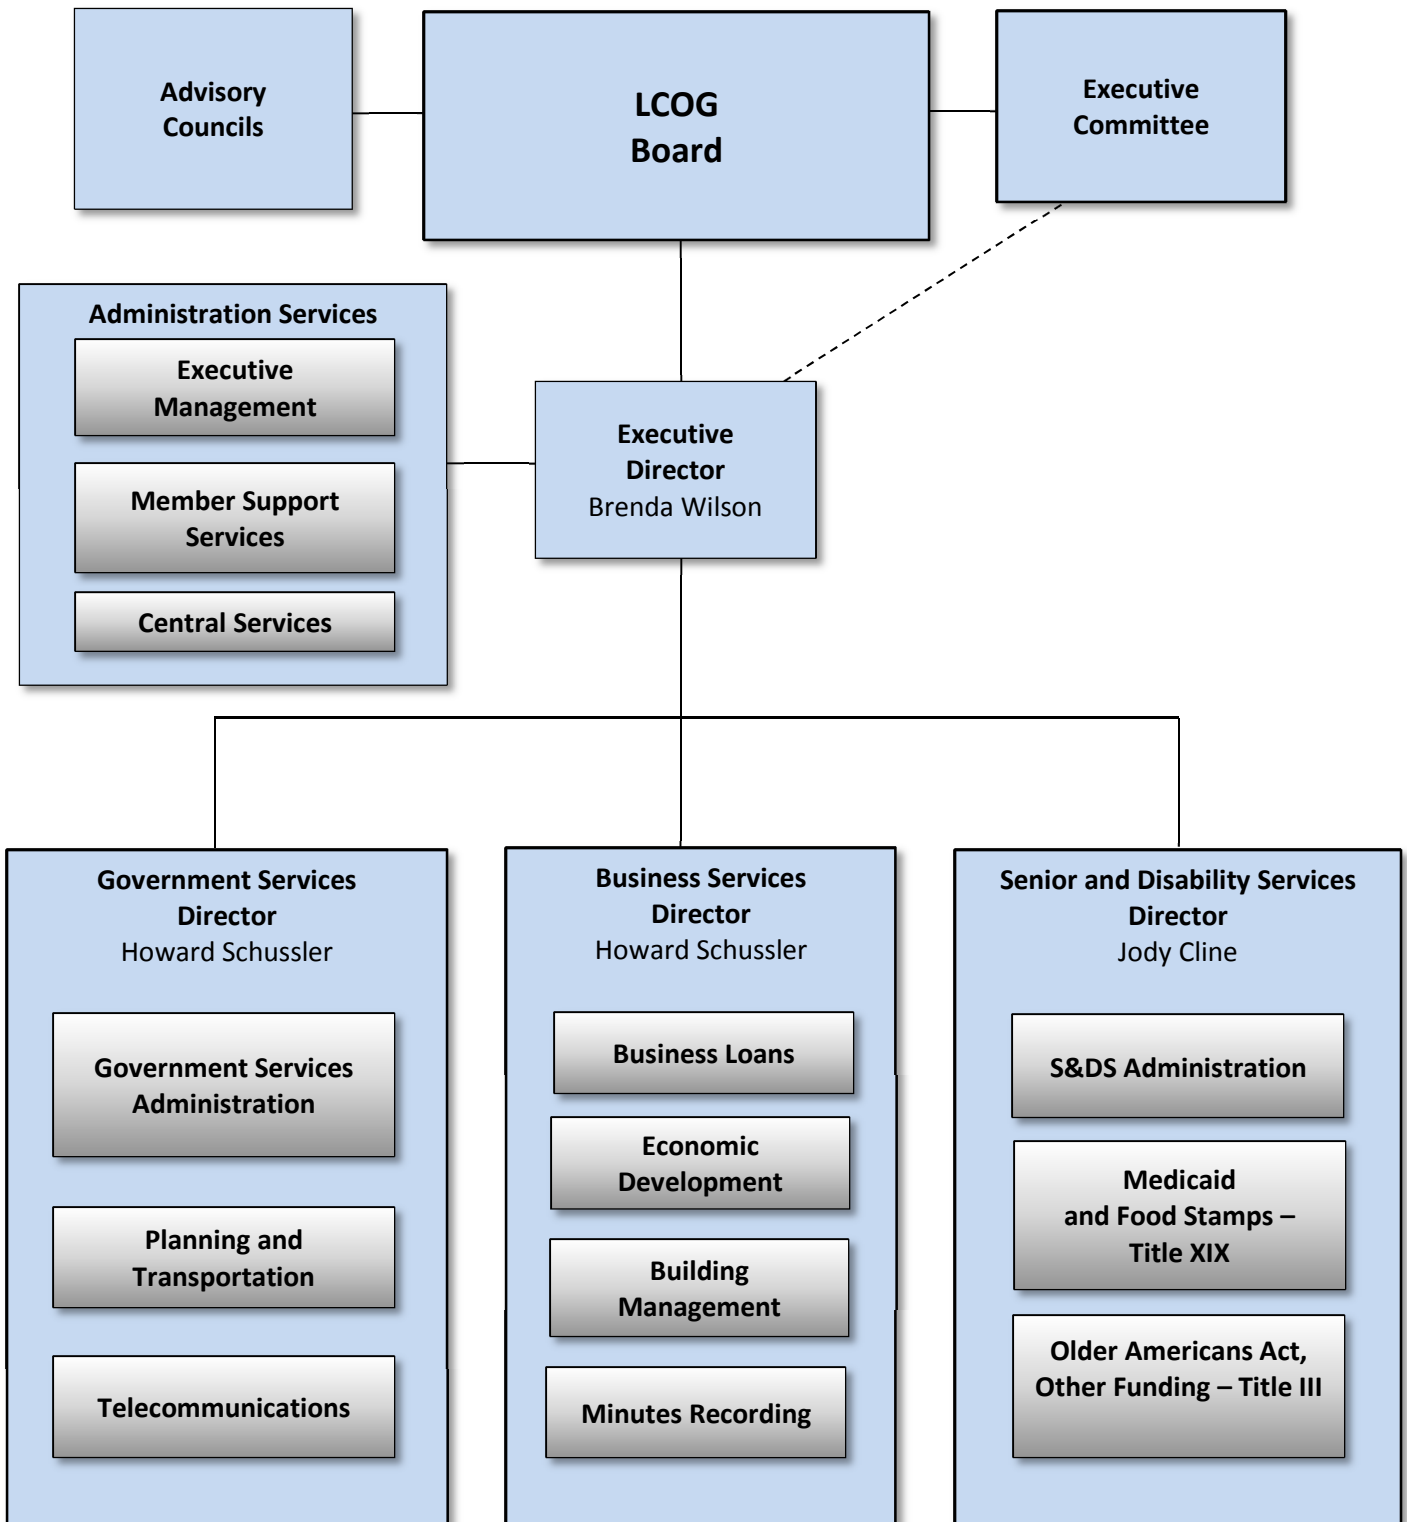 Advisory
Councils
LCOG
Board
Executive
Committee
Administration Services
Executive
Management
Member Support
Services
Central Services
Executive
Director
Brenda Wilson
Government Services
Director
Howard Schussler
Government Services
Administration
Planning and
Transportation
Telecommunications
Business Services
Director
Howard Schussler
Business Loans
Economic
Development
Building
Management
Minutes Recording
Senior and Disability Services
Director
Jody Cline
S&DS Administration
Medicaid
and Food Stamps –
Title XIX
Older Americans Act,
Other Funding – Title III